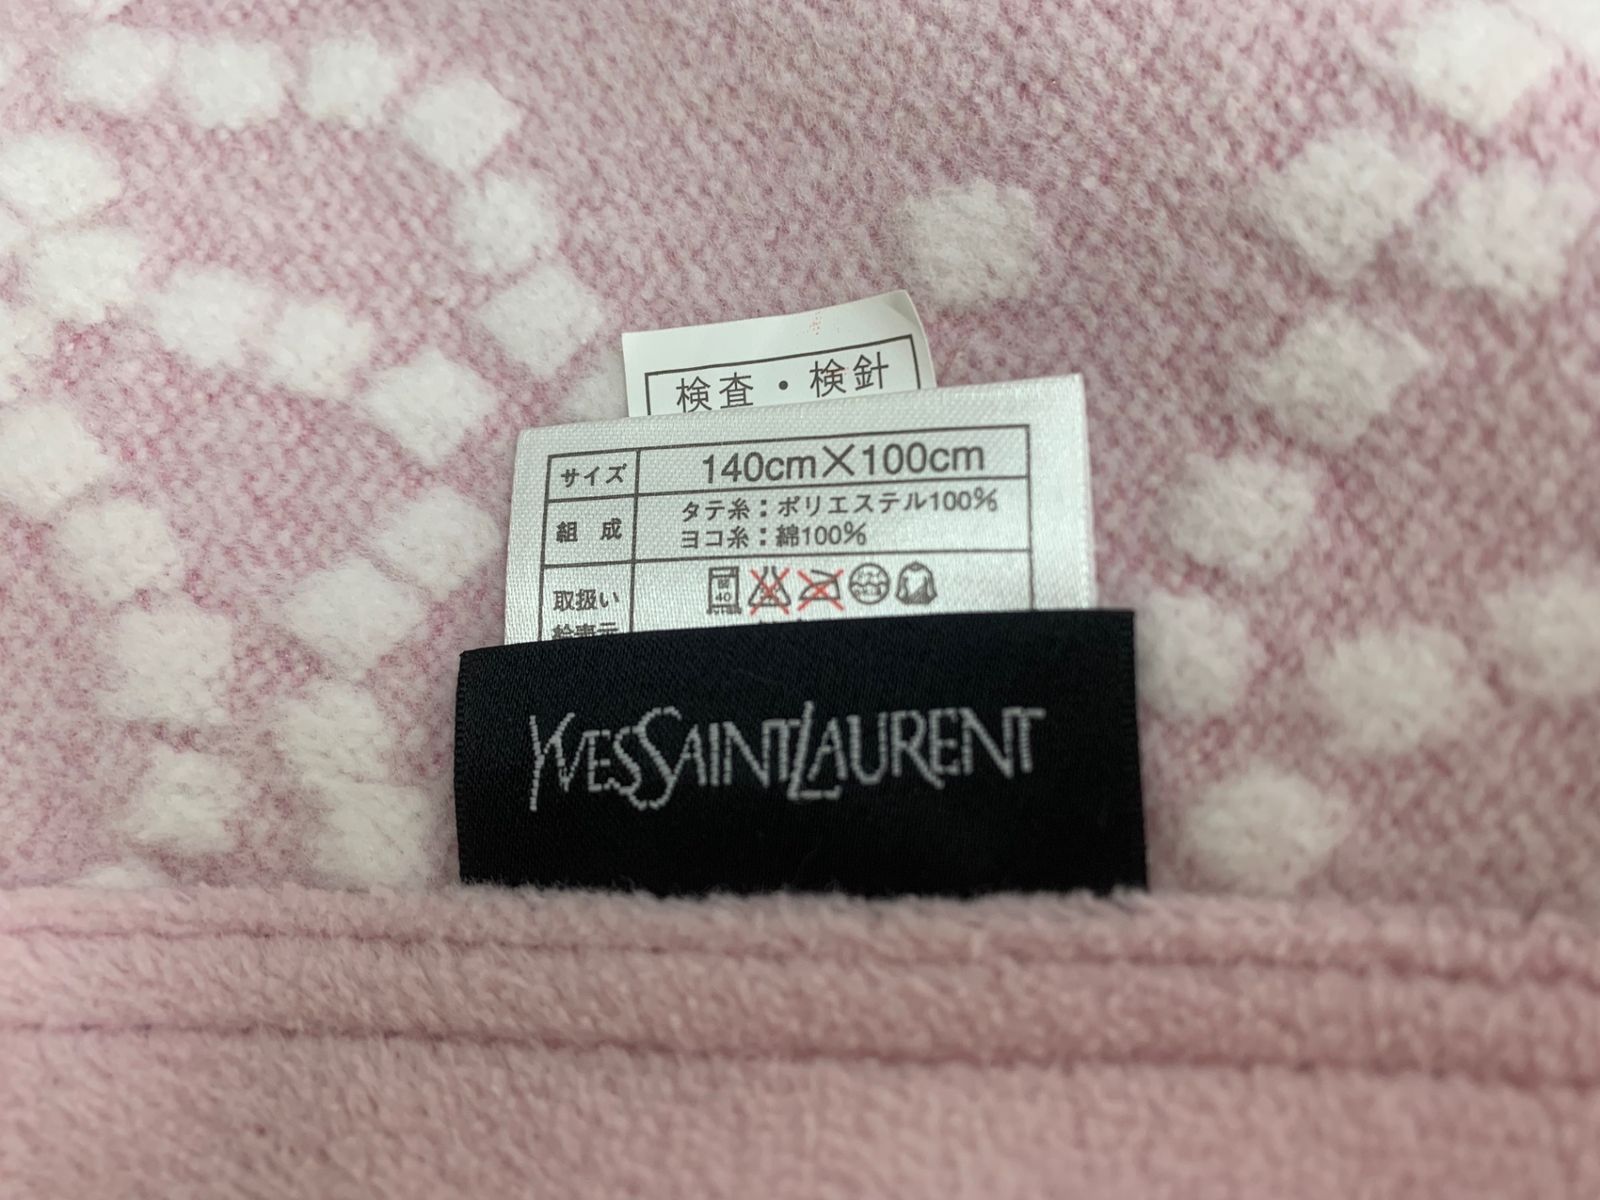 検査・検針
サイズ 140cm×100cm
組成 タテ糸：ポリエステル100%
ヨコ糸：綿100%
取扱い
40
YVESSAINTLAURENT